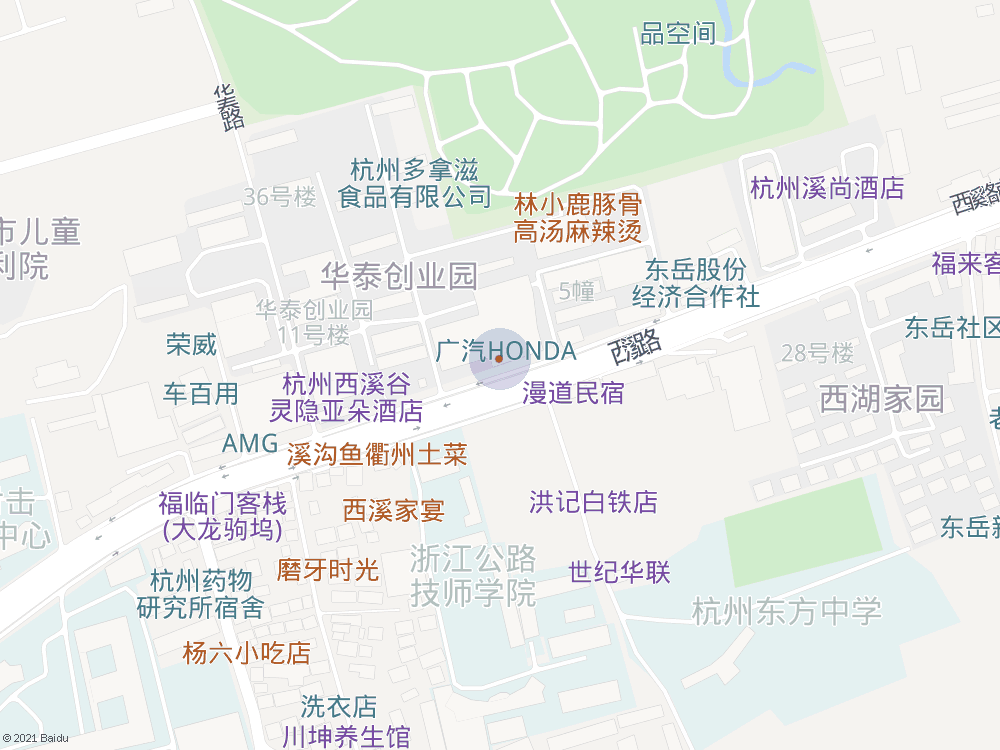 品空间
华泰路
杭州多拿滋
食品有限公司
36号楼
林小鹿豚骨
高汤麻辣烫
杭州溪尚酒店
西溪路
市儿童
利院
华泰创业园
东岳股份
经济合作社
福来客
5幢
华泰创业园
11号楼
荣威
广汽HONDA
西溪路
东岳社区
28号楼
车百用
杭州西溪谷
灵隐亚朵酒店
漫道民宿
西湖家园
AMG
溪沟鱼衢州土菜
福临门客栈
(大龙驹坞)
西溪家宴
洪记白铁店
击
中心
东岳新
浙江公路
技师学院
磨牙时光
世纪华联
杭州药物
研究所宿舍
杭州东方中学
杨六小吃店
洗衣店
川坤养生馆
© 2021 Baidu